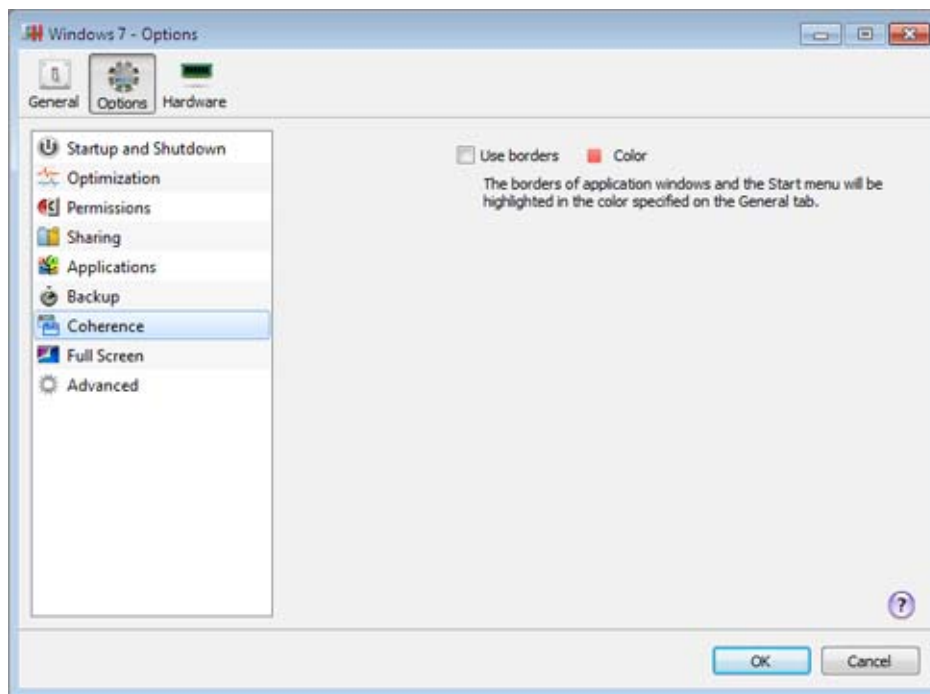 Windows 7 - Options
General Options Hardware
Startup and Shutdown
Optimization
Permissions
Sharing
Applications
Backup
Coherence
Full Screen
Advanced
Use borders Color
The borders of application windows and the Start menu will be
highlighted in the color specified on the General tab.
?
OK Cancel